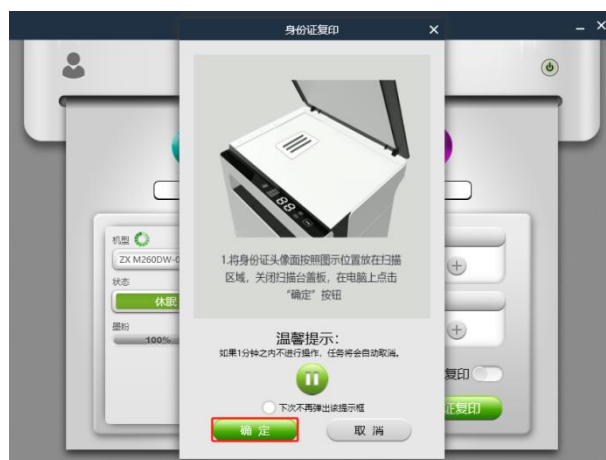 身份证复印
机型
ZX M260DW-
状态
休眠
墨粉
100%
1.将身份证头像面按照图示位置放在扫描
区域，关闭扫描台盖板，在电脑上点击
“确定”按钮
温馨提示：
如果1分钟之内不进行操作，任务将会自动取消。
复印
下次不再弹出该提示框
证复印
确 定
取 消